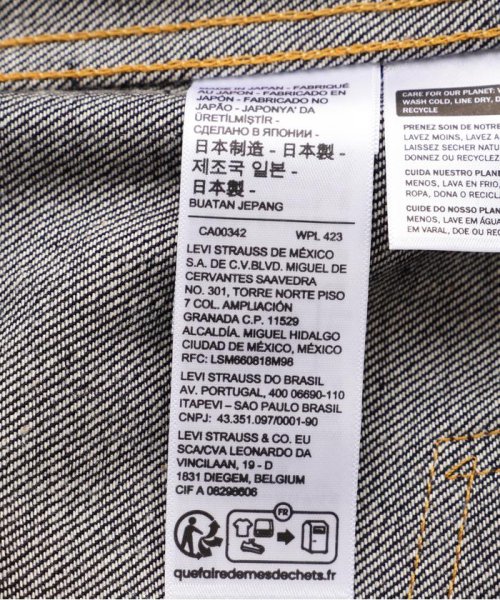 MADE IN JAPAN - FABRIQUÉ
AU JAPON - FABRICADO EN
JAPÓN - FABRICADO NO
JAPÃO - JAPONYA' DA
ÜRETİLMİŞTİR -
СДЕЛАНО В ЯПОНИИ -
日本制造 - 日本製 -
제조국 일본 -
日本製 -
BUATAN JEPANG
CA00342 WPL 423
LEVI STRAUSS DE MÉXICO
S.A. DE C.V.BLVD. MIGUEL DE
CERVANTES SAAVEDRA
NO. 301, TORRE NORTE PISO
7 COL. AMPLIACIÓN
GRANADA C.P. 11529
ALCALDÍA. MIGUEL HIDALGO
CIUDAD DE MÉXICO, MÉXICO
RFC: LSM660818M98
LEVI STRAUSS DO BRASIL
AV. PORTUGAL, 400 06690-110
ITAPEVI – SAO PAULO BRASIL
CNPJ: 43.351.097/0001-90
LEVI STRAUSS & CO. EU
SCA/CVA LEONARDO DA
VINCILAAN, 19 - D
1831 DIEGEM, BELGIUM
CIF A 08298606
FR
quefairedemesdechets.fr
CARE FOR OUR PLANET:
WASH COLD, LINE DRY,
RECYCLE
PRENEZ SOIN DE NOTRE
LAVEZ MOINS, LAVEZ À
LAISSEZ SÉCHER
DONNEZ OU RECYCLEZ
CUIDA NUESTRO PLANE
MENOS, LAVA EN FRÍO,
ROPA, DONA O RECICLA
CUIDE DO NOSSO PLAN
MENOS, LAVE EM ÁGUA
EM VARAL, DOE OU REC